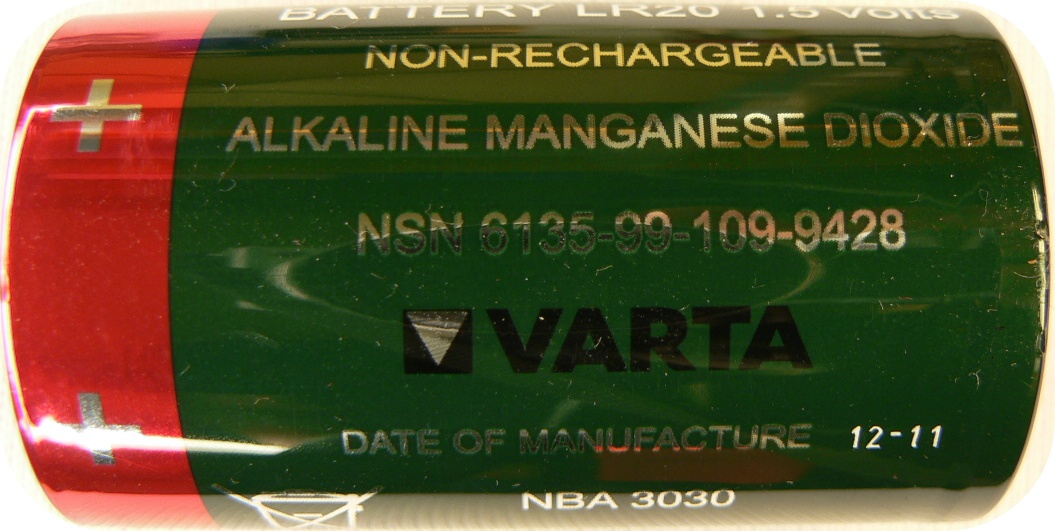 BATTERY LR20 1.5 Volts
NON-RECHARGEABLE
ALKALINE MANGANESE DIOXIDE
NSN 6135-99-109-9428
VARTA
DATE OF MANUFACTURE 12-11
NBA 3030